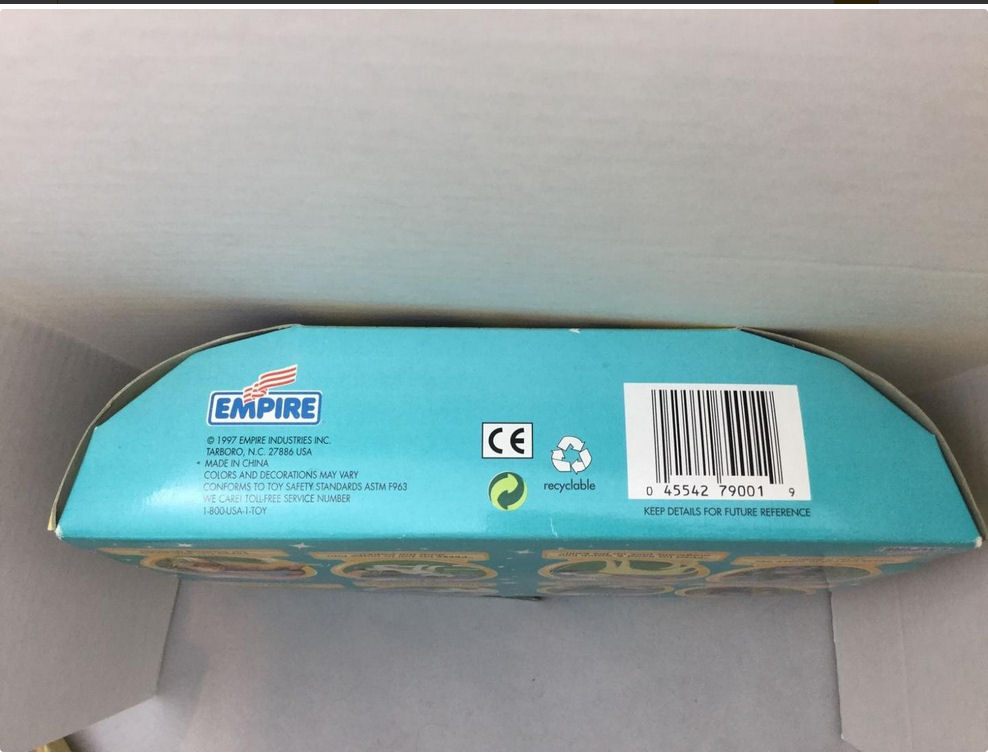 EMPIRE
© 1997 EMPIRE INDUSTRIES INC.
TARBORO, N.C. 27886 USA
MADE IN CHINA
COLORS AND DECORATIONS MAY VARY
CONFORMS TO TOY SAFETY STANDARDS ASTM F963
WE CARE! TOLL-FREE SERVICE NUMBER
1-800-USA-1-TOY
CE
recyclable
0 45542 79001 9
KEEP DETAILS FOR FUTURE REFERENCE